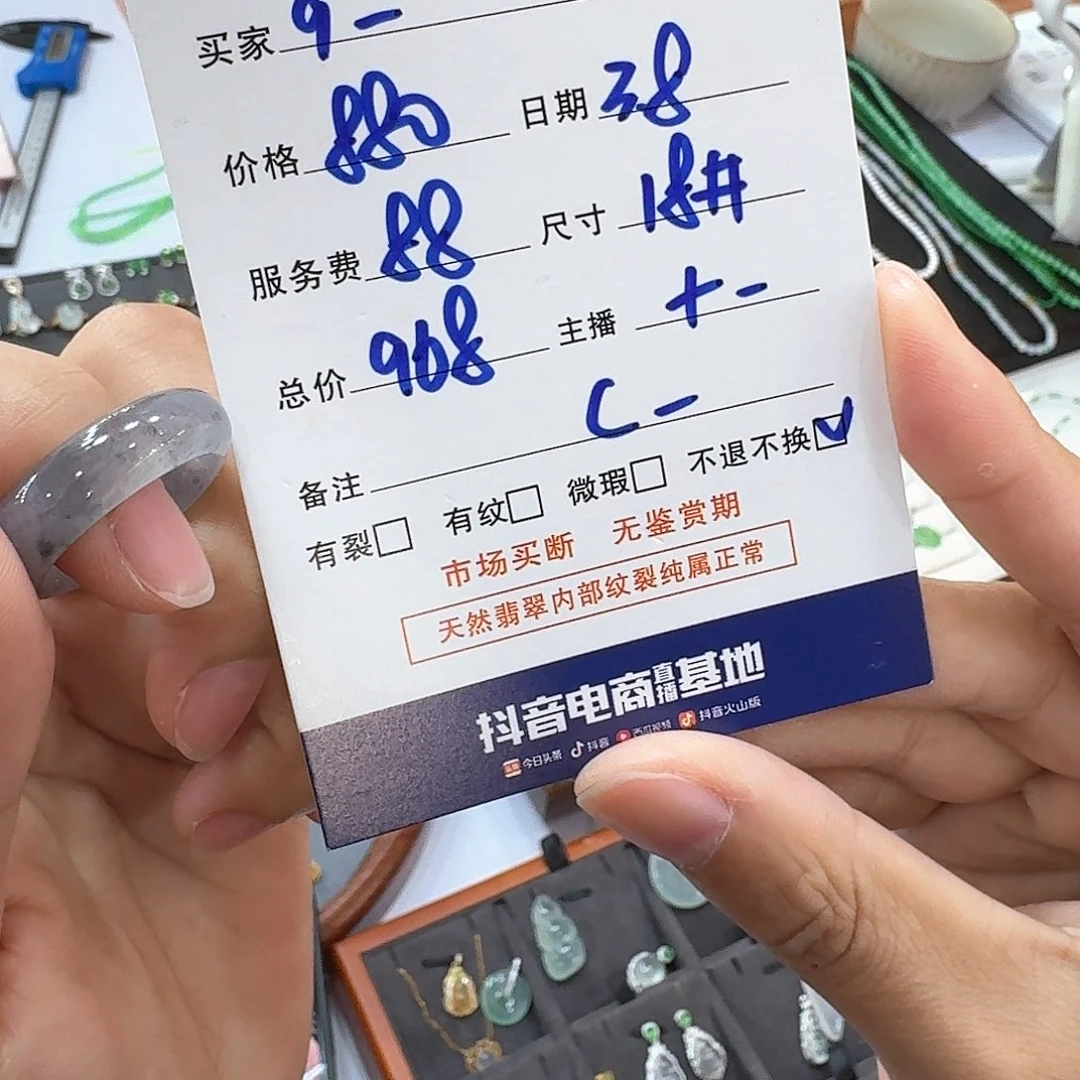 买家 9-
价格 880 日期 3.8
服务费 88 尺寸 18#
总价 968 主播 +-
备注 C-
有裂□ 有纹□ 微瑕□ 不退不换☑
市场买断 无鉴赏期
天然翡翠内部纹裂纯属正常
抖音电商直播基地
今日头条 抖音 西瓜视频 抖音火山版